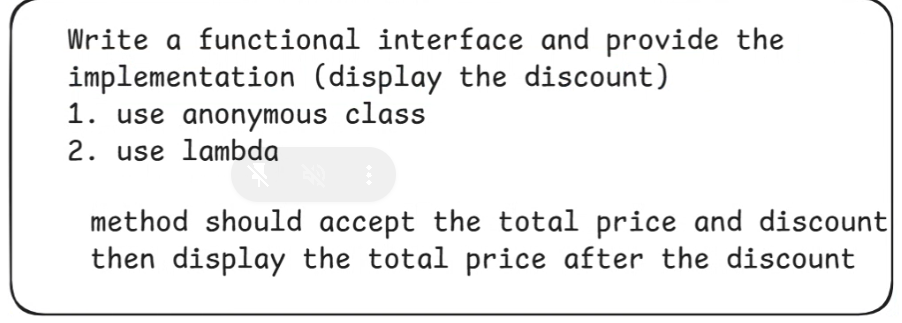 Write a functional interface and provide the
implementation (display the discount)
1. use anonymous class
2. use lambda
method should accept the total price and discount
then display the total price after the discount